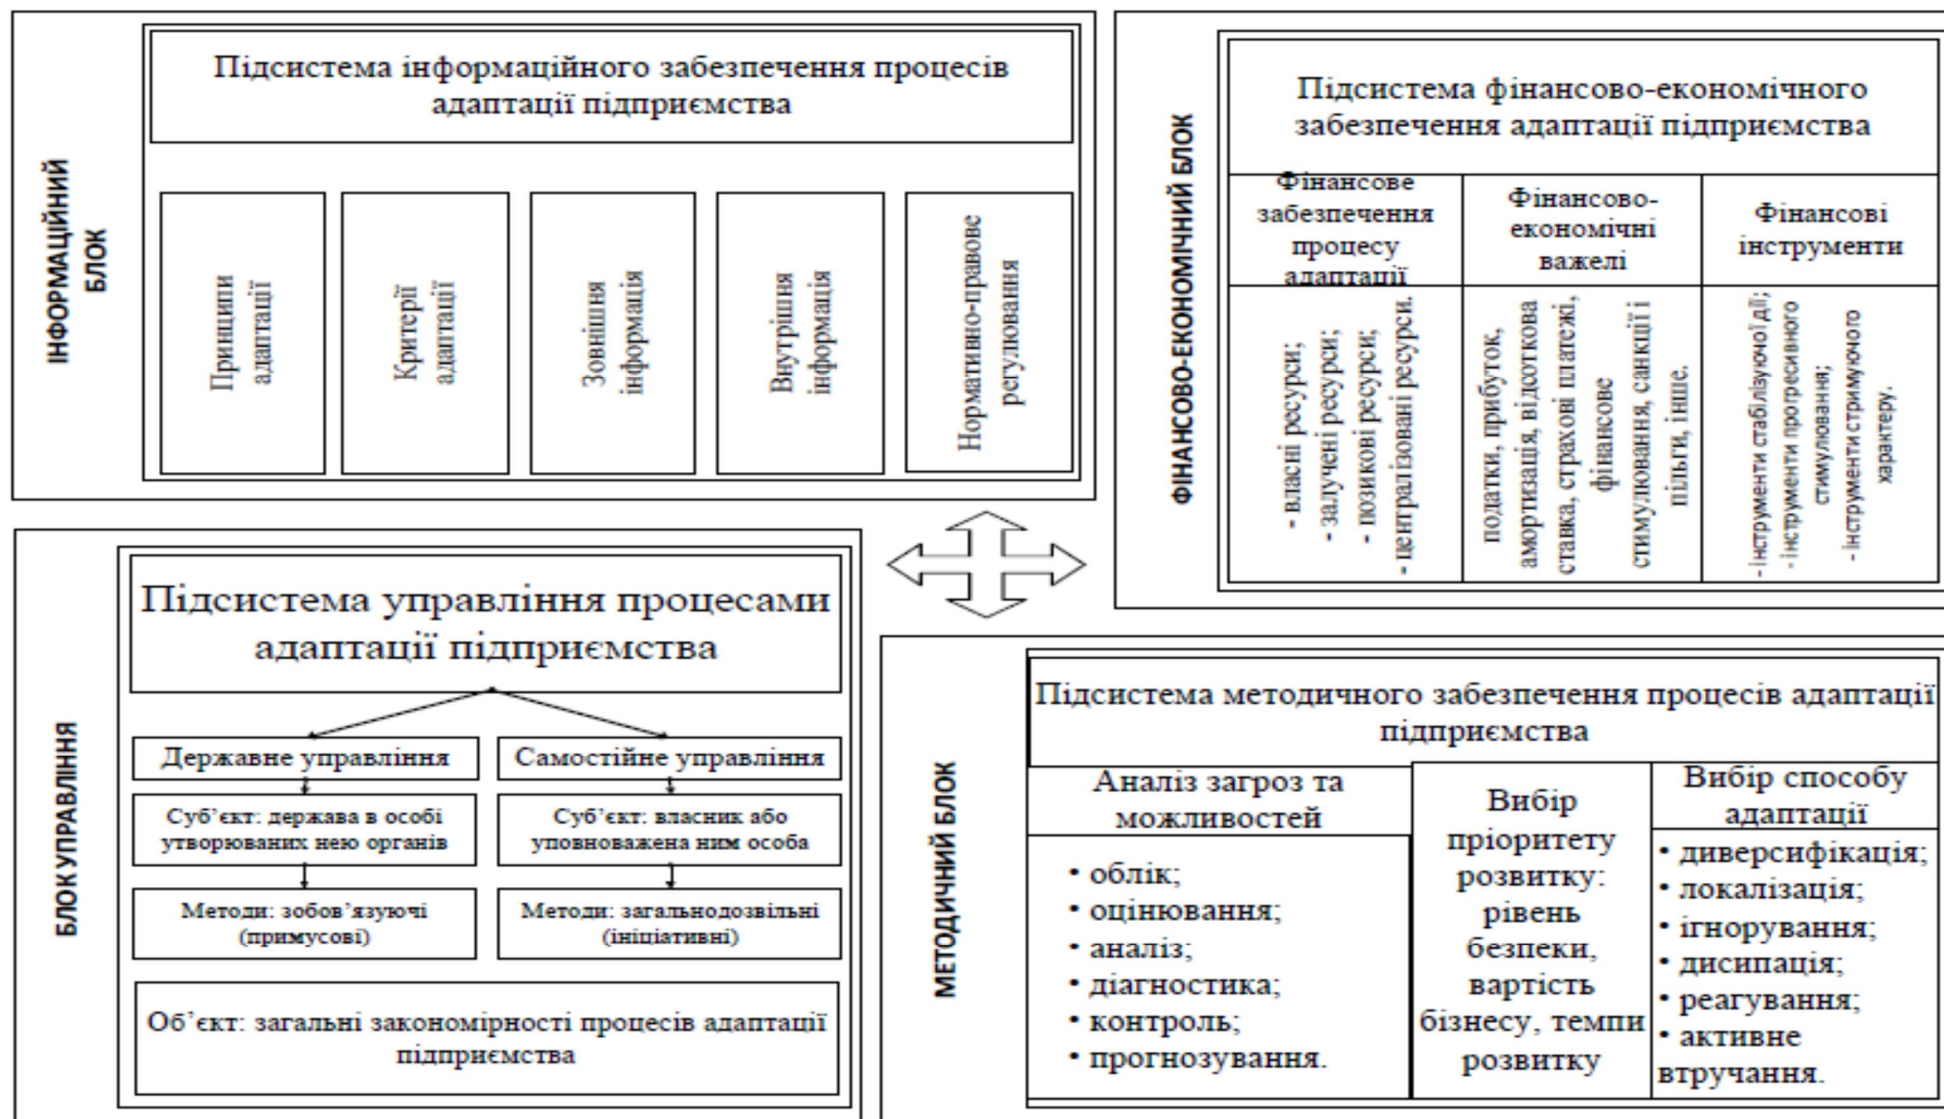 ІНФОРМАЦІЙНИЙ
БЛОК
Підсистема інформаційного забезпечення процесів
адаптації підприємства
Принципи
адаптації
Критерії
адаптації
Зовнішня
інформація
Внутрішня
інформація
Нормативно-правове
регулювання
ФІНАНСОВО-ЕКОНОМІЧНИЙ БЛОК
Підсистема фінансово-економічного
забезпечення адаптації підприємства
Фінансове
забезпечення
процесу
адаптації
Фінансово-
економічні
важелі
Фінансові
інструменти
- власні ресурси;
- залучені ресурси;
- позикові ресурси;
- централізовані ресурси.
податки, прибуток,
амортизація, відсоткова
ставка, страхові платежі,
фінансове
стимулювання, санкції і
пільги, інше.
- інструменти стабілізуючої дії;
- інструменти прогресивного
стимулювання;
- інструменти стримуючого
характеру.
БЛОК УПРАВЛІННЯ
Підсистема управління процесами
адаптації підприємства
Державне управління
Самостійне управління
Суб’єкт: держава в особі
утворюваних нею органів
Суб’єкт: власник або
уповноважена ним особа
Методи: зобов’язуючі
(примусові)
Методи: загальнодозвільні
(ініціативні)
Об’єкт: загальні закономірності процесів адаптації
підприємства
МЕТОДИЧНИЙ БЛОК
Підсистема методичного забезпечення процесів адаптації
підприємства
Аналіз загроз та
можливостей
• облік;
• оцінювання;
• аналіз;
• діагностика;
• контроль;
• прогнозування.
Вибір
пріоритету
розвитку:
рівень
безпеки,
вартість
бізнесу, темпи
розвитку
Вибір способу
адаптації
• диверсифікація;
• локалізація;
• ігнорування;
• дисипація;
• реагування;
• активне
втручання.